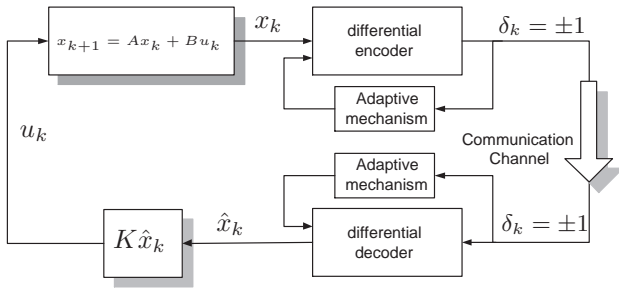 x_{k+1} = Ax_k + Bu_k
x_k
differential
encoder
δ_k = ±1
Adaptive
mechanism
u_k
Communication
Channel
Adaptive
mechanism
Kx̂_k
x̂_k
differential
decoder
δ_k = ±1